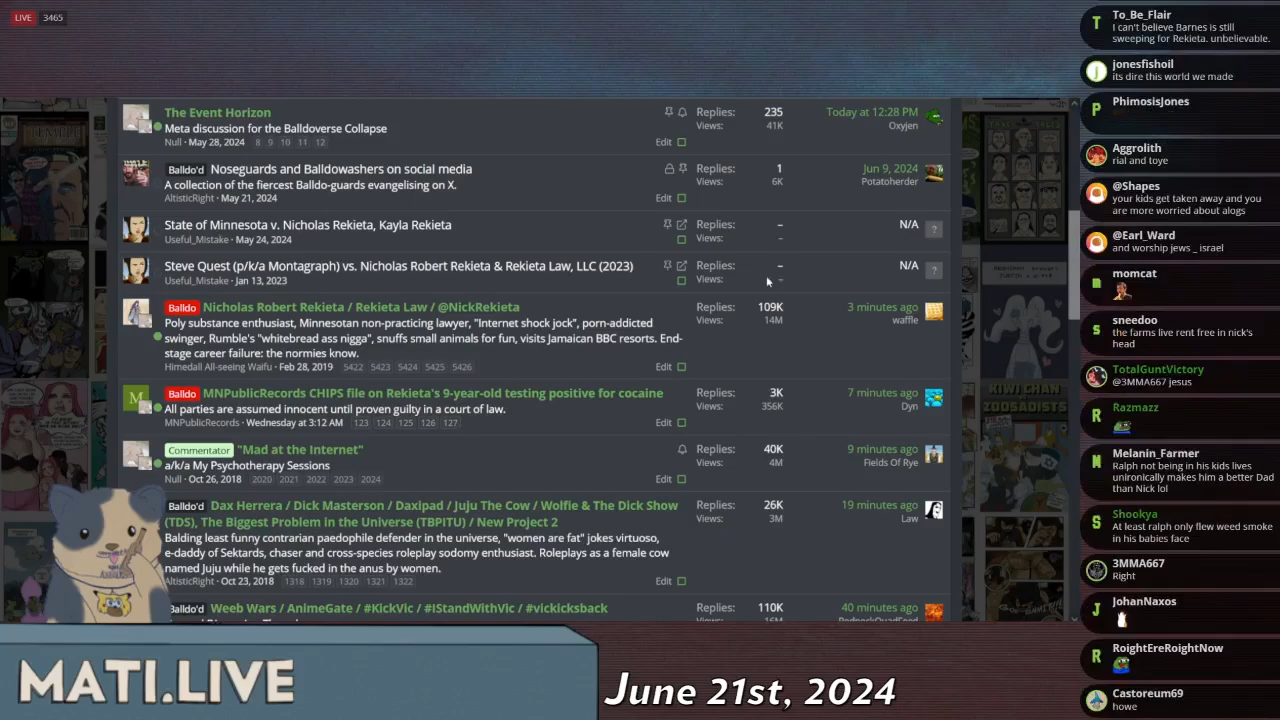 LIVE 3465
The Event Horizon
Meta discussion for the Balldoverse Collapse
Null · May 28, 2024 8 9 10 11 12
Replies: 235
Views: 41K
Today at 12:28 PM
Oxyjen
Edit
Balldo'd Noseguards and Balldowashers on social media
A collection of the fiercest Balldo-guards evangelising on X.
AltisticRight · May 21, 2024
Replies: 1
Views: 6K
Jun 9, 2024
Potatoherder
Edit
State of Minnesota v. Nicholas Rekieta, Kayla Rekieta
Useful_Mistake · May 24, 2024
Replies: –
Views: –
N/A
?
Steve Quest (p/k/a Montagraph) vs. Nicholas Robert Rekieta & Rekieta Law, LLC (2023)
Useful_Mistake · Jan 13, 2023
Replies: –
Views: –
N/A
?
Balldo Nicholas Robert Rekieta / Rekieta Law / @NickRekieta
Poly substance enthusiast, Minnesotan non-practicing lawyer, "Internet shock jock", porn-addicted
swinger, Rumble's "whitebread ass nigga", snuffs small animals for fun, visits Jamaican BBC resorts. End-
stage career failure: the normies know.
Himedall All-seeing Waifu · Feb 28, 2019 5422 5423 5424 5425 5426
Replies: 109K
Views: 14M
3 minutes ago
waffle
Edit
M
Balldo MNPublicRecords CHIPS file on Rekieta's 9-year-old testing positive for cocaine
All parties are assumed innocent until proven guilty in a court of law.
MNPublicRecords · Wednesday at 3:12 AM 123 124 125 126 127
Replies: 3K
Views: 356K
7 minutes ago
Dyn
Edit
Commentator "Mad at the Internet"
a/k/a My Psychotherapy Sessions
Null · Oct 26, 2018 2020 2021 2022 2023 2024
Replies: 40K
Views: 4M
9 minutes ago
Fields Of Rye
Edit
Balldo'd Dax Herrera / Dick Masterson / Daxipad / Juju The Cow / Wolfie & The Dick Show
(TDS), The Biggest Problem in the Universe (TBPITU) / New Project 2
Balding least funny contrarian paedophile defender in the universe, "women are fat" jokes virtuoso,
e-daddy of Sektards, chaser and cross-species roleplay sodomy enthusiast. Roleplays as a female cow
named Juju while he gets fucked in the anus by women.
AltisticRight · Oct 23, 2018 1318 1319 1320 1321 1322
Replies: 26K
Views: 3M
19 minutes ago
Law
Edit
Balldo'd Weeb Wars / AnimeGate / #KickVic / #IStandWithVic / #vickicksback
Replies: 110K
40 minutes ago
T
To_Be_Flair
I can't believe Barnes is still
sweeping for Rekieta. unbelievable.
jonesfishoil
its dire this world we made
P
PhimosisJones
Aggrolith
rial and toye
@Shapes
your kids get taken away and you
are more worried about alogs
@Earl_Ward
and worship jews _ israel
m
momcat
s
sneedoo
the farms live rent free in nick's
head
TotalGuntVictory
@3MMA667 jesus
R
Razmazz
M
Melanin_Farmer
Ralph not being in his kids lives
unironically makes him a better Dad
than Nick lol
S
Shookya
At least ralph only flew weed smoke
in his babies face
3MMA667
Right
J
JohanNaxos
R
RoightEreRoightNow
Castoreum69
howe
MATI.LIVE
June 21st, 2024